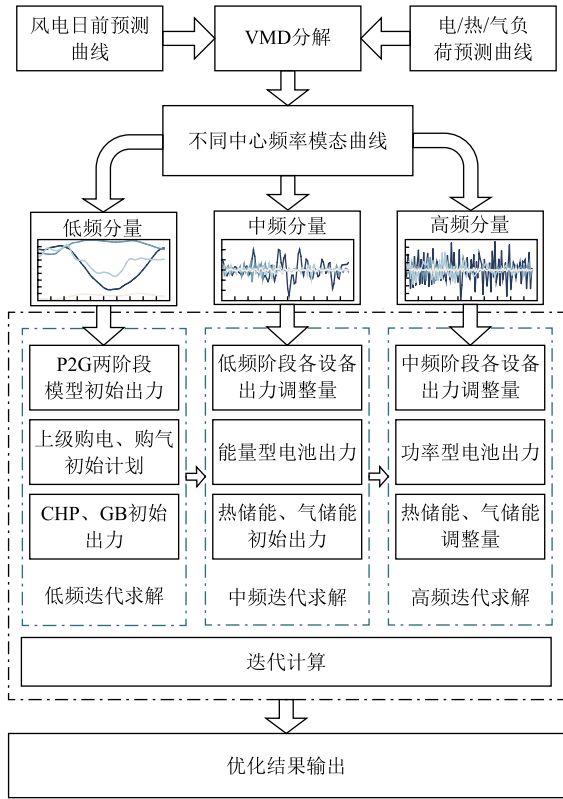 风电日前预测
曲线
VMD分解
电/热/气负
荷预测曲线
不同中心频率模态曲线
低频分量
中频分量
高频分量
P2G两阶段
模型初始出力
上级购电、购气
初始计划
CHP、GB初始
出力
低频迭代求解
低频阶段各设备
出力调整量
能量型电池出力
热储能、气储能
初始出力
中频迭代求解
中频阶段各设备
出力调整量
功率型电池出力
热储能、气储能
调整量
高频迭代求解
迭代计算
优化结果输出